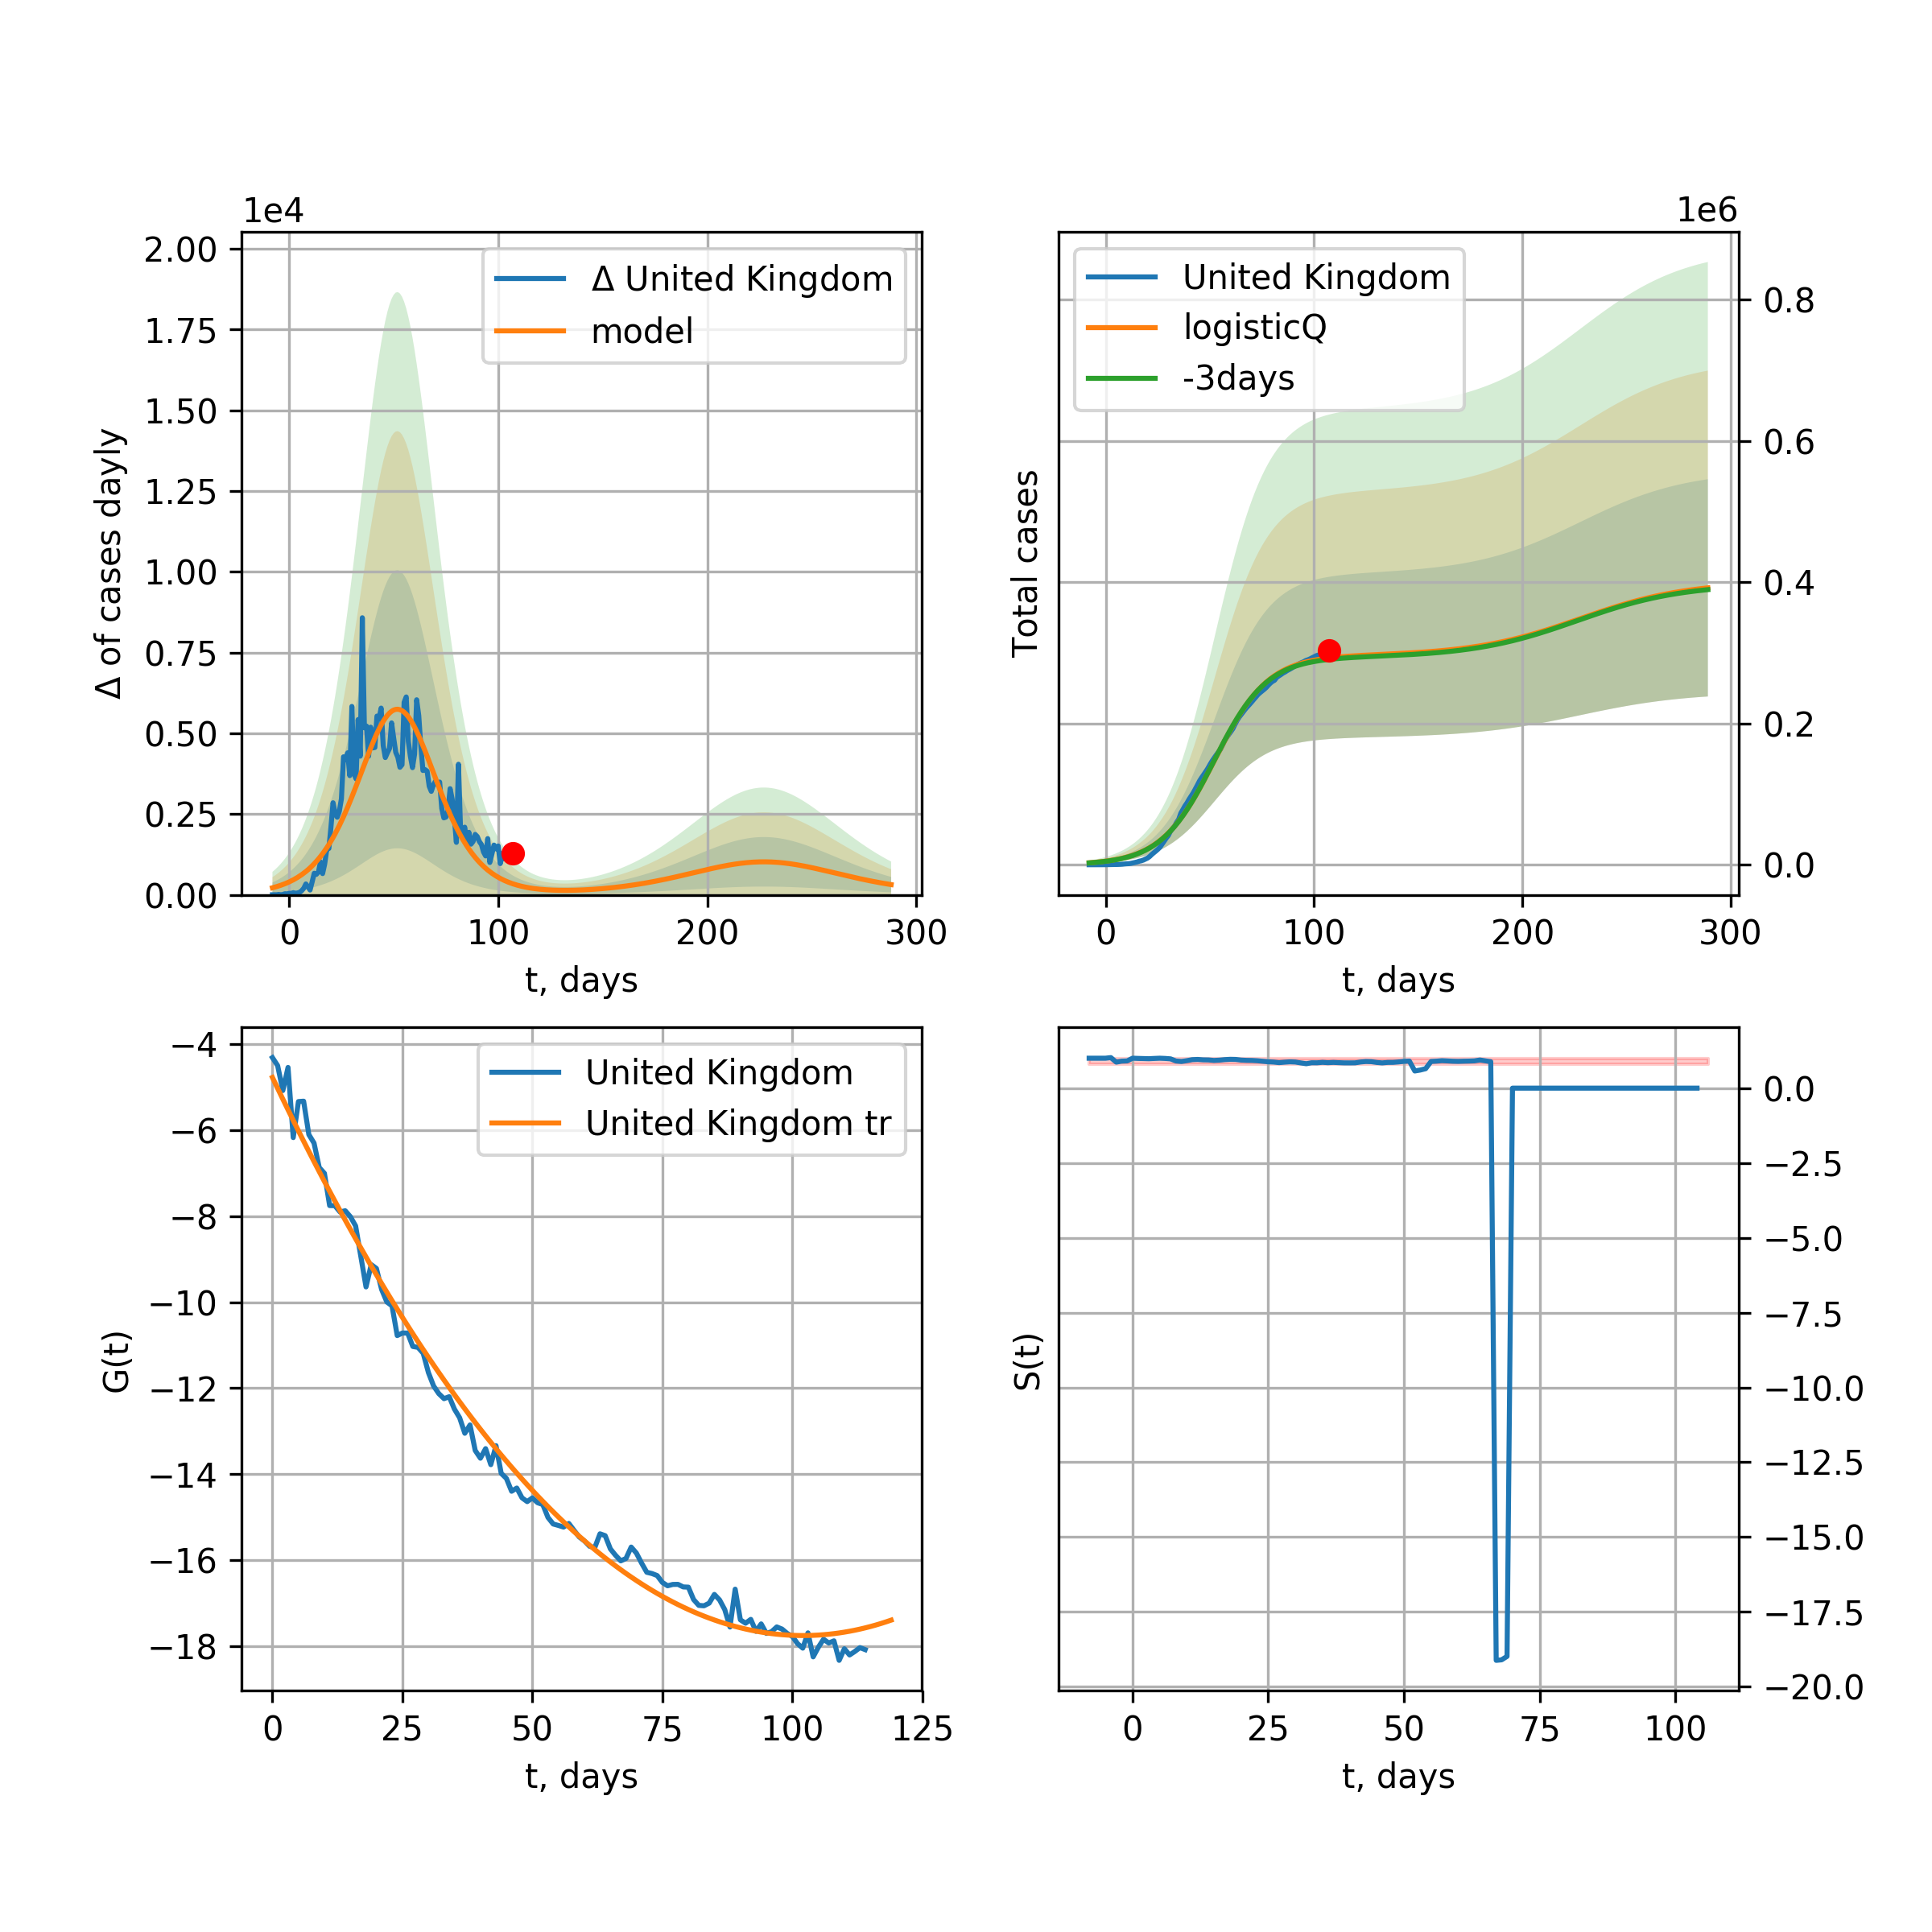 1e4
2.00
1.75
1.50
1.25
1.00
0.75
0.50
0.25
0.00
Δ of cases dayly
Δ United Kingdom
model
0 100 200 300
t, days
1e6
United Kingdom
logisticQ
-3days
Total cases
0.8
0.6
0.4
0.2
0.0
0 100 200 300
t, days
−4
−6
−8
−10
−12
−14
−16
−18
G(t)
United Kingdom
United Kingdom tr
0 25 50 75 100 125
t, days
S(t)
0.0
−2.5
−5.0
−7.5
−10.0
−12.5
−15.0
−17.5
−20.0
0 25 50 75 100
t, days